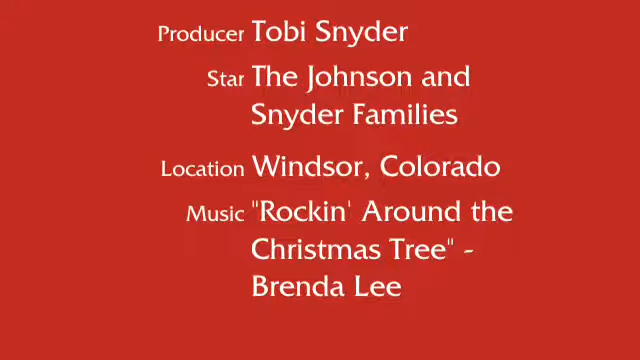 Producer Tobi Snyder
Star The Johnson and
Snyder Families
Location Windsor, Colorado
Music "Rockin' Around the
Christmas Tree" -
Brenda Lee